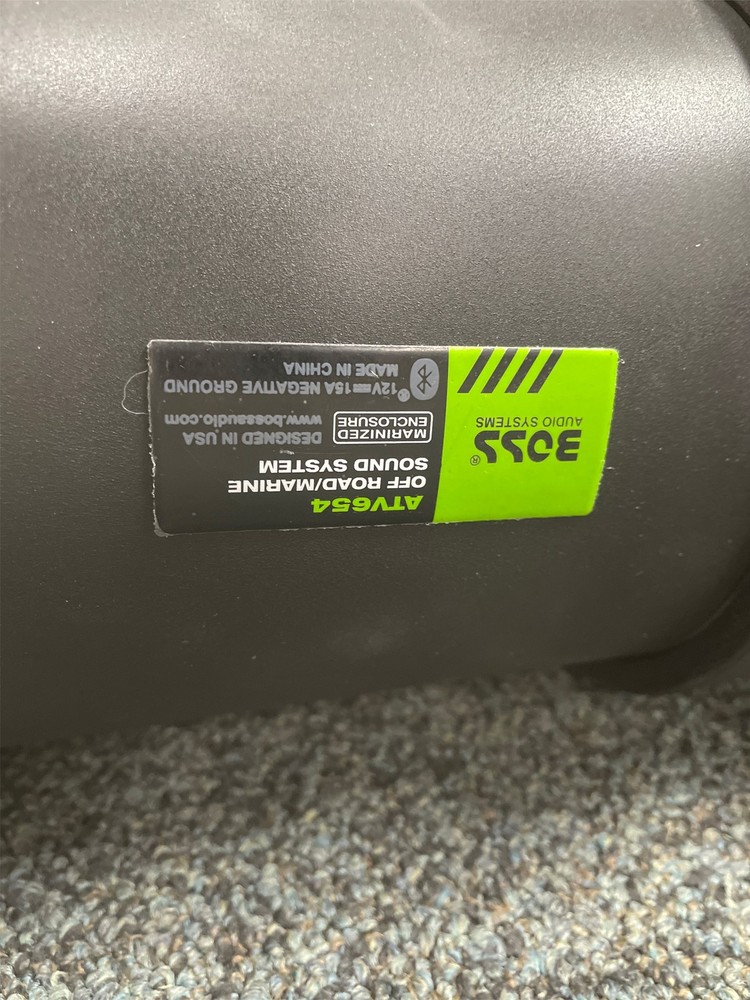 BOSS®
AUDIO SYSTEMS
ATV654
OFF ROAD/MARINE
SOUND SYSTEM
MARINIZED
ENCLOSURE
DESIGNED IN USA
www.bossaudio.com
12V⎓15A NEGATIVE GROUND
MADE IN CHINA